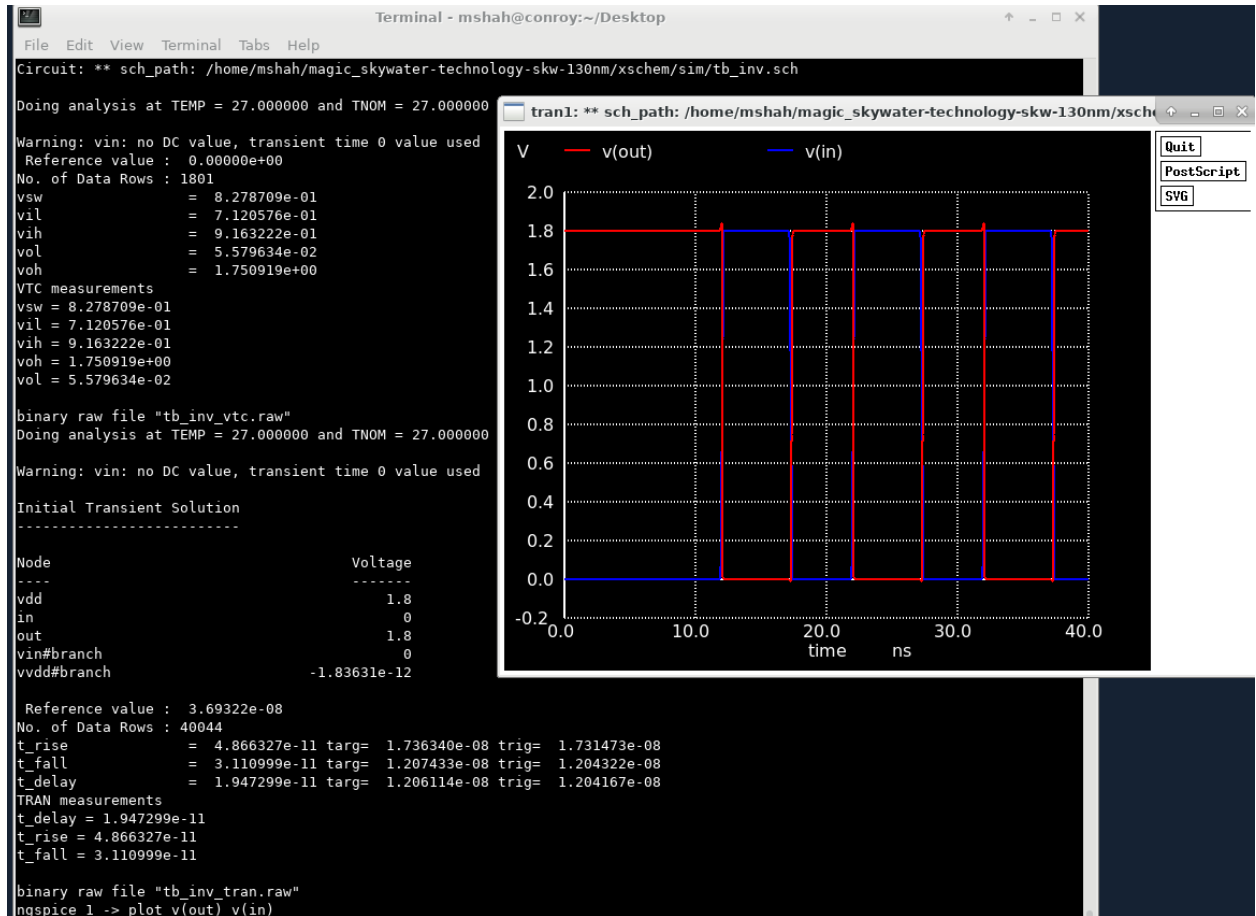 Terminal - mshah@conroy:~/Desktop
File Edit View Terminal Tabs Help
Circuit: ** sch_path: /home/mshah/magic_skywater-technology-skw-130nm/xschem/sim/tb_inv.sch
Doing analysis at TEMP = 27.000000 and TNOM = 27.000000
Warning: vin: no DC value, transient time 0 value used
Reference value :  0.00000e+00
No. of Data Rows : 1801
vsw                 =  8.278709e-01
vil                 =  7.120576e-01
vih                 =  9.163222e-01
vol                 =  5.579634e-02
voh                 =  1.750919e+00
VTC measurements
vsw = 8.278709e-01
vil = 7.120576e-01
vih = 9.163222e-01
voh = 1.750919e+00
vol = 5.579634e-02
binary raw file "tb_inv_vtc.raw"
Doing analysis at TEMP = 27.000000 and TNOM = 27.000000
Warning: vin: no DC value, transient time 0 value used
Initial Transient Solution
--------------------------
Node                                   Voltage
----                                   -------
vdd                                        1.8
in                                           0
out                                        1.8
vin#branch                                   0
vvdd#branch                       -1.83631e-12
Reference value :  3.69322e-08
No. of Data Rows : 40044
t_rise              =  4.866327e-11 targ=  1.736340e-08 trig=  1.731473e-08
t_fall              =  3.110999e-11 targ=  1.207433e-08 trig=  1.204322e-08
t_delay             =  1.947299e-11 targ=  1.206114e-08 trig=  1.204167e-08
TRAN measurements
t_delay = 1.947299e-11
t_rise = 4.866327e-11
t_fall = 3.110999e-11
binary raw file "tb_inv_tran.raw"
ngspice 1 -> plot v(out) v(in)
tran1: ** sch_path: /home/mshah/magic_skywater-technology-skw-130nm/xsche
V v(out) v(in)
Quit
PostScript
SVG
2.0
1.8
1.6
1.4
1.2
1.0
0.8
0.6
0.4
0.2
0.0
-0.2
0.0 10.0 20.0 30.0 40.0
time ns